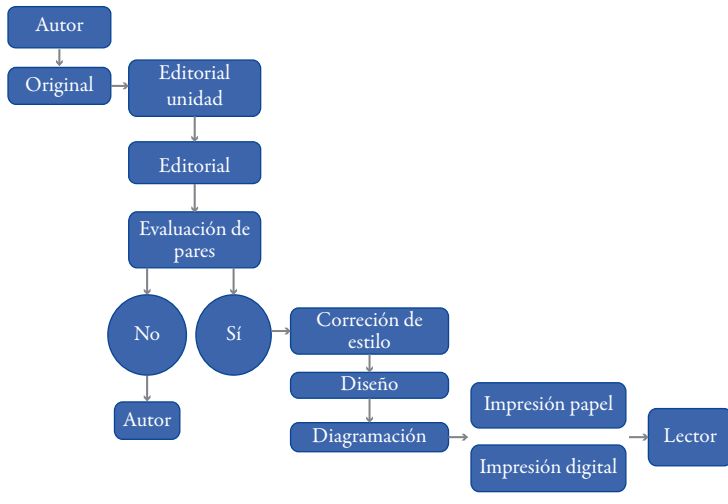 Autor
Original
Editorial
unidad
Editorial
Evaluación de
pares
No
Sí
Autor
Correción de
estilo
Diseño
Diagramación
Impresión papel
Impresión digital
Lector